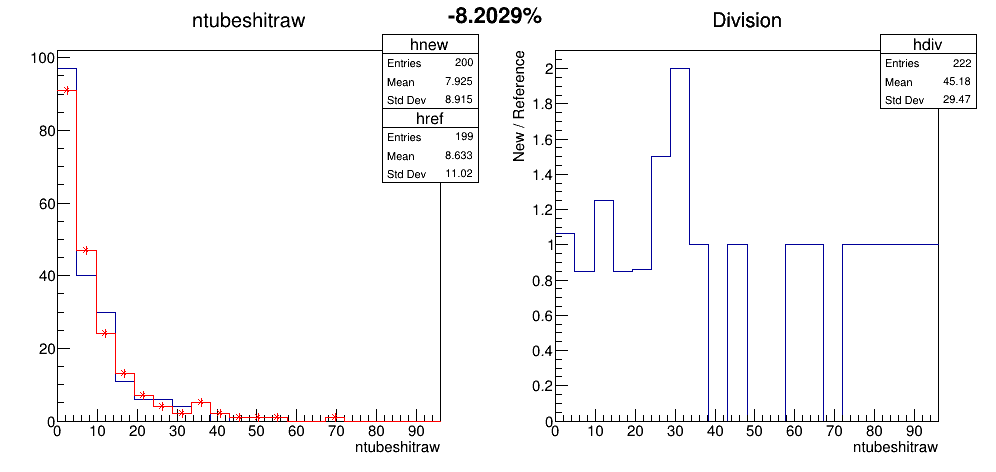 -8.2029%
ntubeshitraw
hnew
Entries 200
Mean 7.925
Std Dev 8.915
href
Entries 199
Mean 8.633
Std Dev 11.02
100
80
60
40
20
0
0 10 20 30 40 50 60 70 80 90
ntubeshitraw
Division
hdiv
Entries 222
Mean 45.18
Std Dev 29.47
New / Reference
2
1.8
1.6
1.4
1.2
1
0.8
0.6
0.4
0.2
0
0 10 20 30 40 50 60 70 80 90
ntubeshitraw